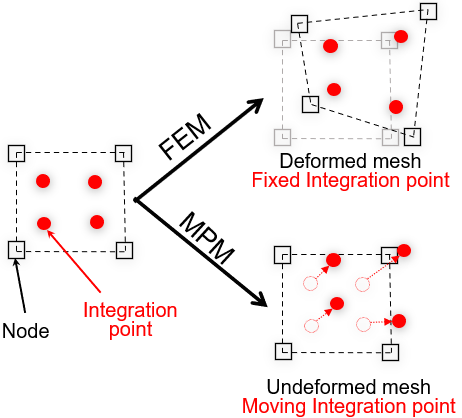 FEM
Deformed mesh
Fixed Integration point
MPM
Integration
point
Node
Undeformed mesh
Moving Integration point